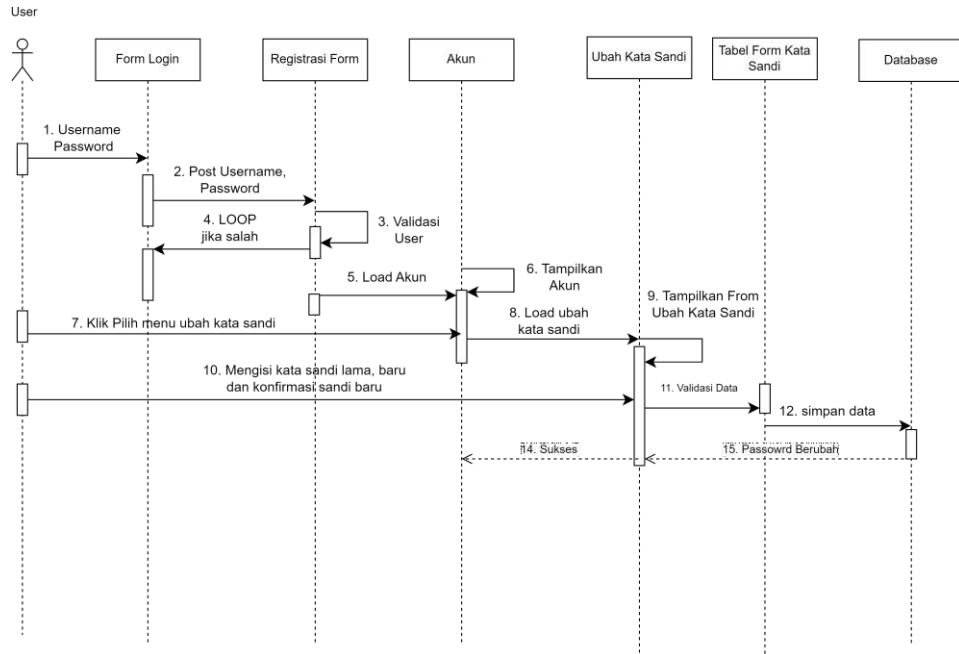 User
Form Login
Registrasi Form
Akun
Ubah Kata Sandi
Tabel Form Kata
Sandi
Database
1. Username
Password
2. Post Username,
Password
3. Validasi
User
4. LOOP
jika salah
5. Load Akun
6. Tampilkan
Akun
7. Klik Pilih menu ubah kata sandi
8. Load ubah
kata sandi
9. Tampilkan From
Ubah Kata Sandi
10. Mengisi kata sandi lama, baru
dan konfirmasi sandi baru
11. Validasi Data
12. simpan data
14. Sukses
15. Passowrd Berubah